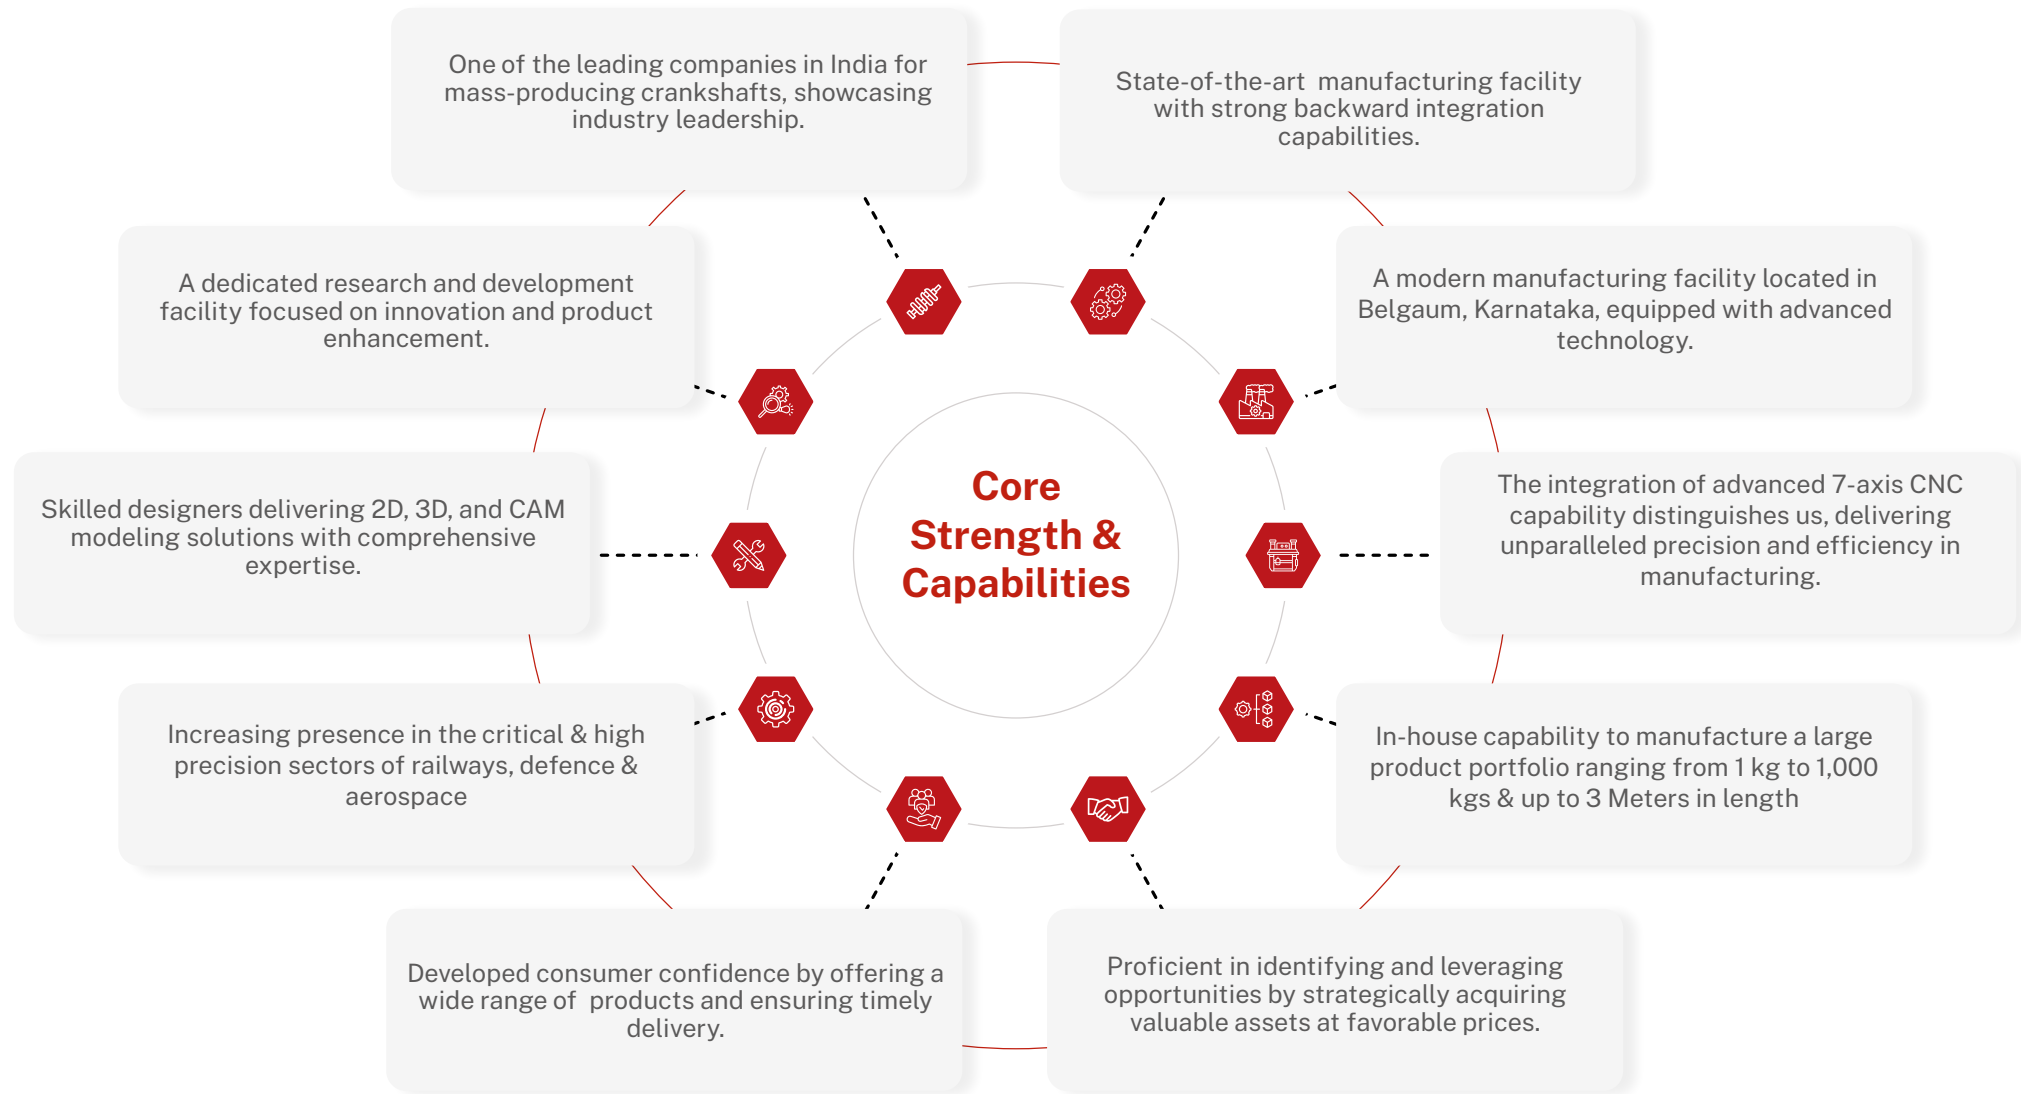 One of the leading companies in India for
mass-producing crankshafts, showcasing
industry leadership.
State-of-the-art manufacturing facility
with strong backward integration
capabilities.
A dedicated research and development
facility focused on innovation and product
enhancement.
A modern manufacturing facility located in
Belgaum, Karnataka, equipped with advanced
technology.
Skilled designers delivering 2D, 3D, and CAM
modeling solutions with comprehensive
expertise.
Core
Strength &
Capabilities
The integration of advanced 7-axis CNC
capability distinguishes us, delivering
unparalleled precision and efficiency in
manufacturing.
Increasing presence in the critical & high
precision sectors of railways, defence &
aerospace
In-house capability to manufacture a large
product portfolio ranging from 1 kg to 1,000
kgs & up to 3 Meters in length
Developed consumer confidence by offering a
wide range of products and ensuring timely
delivery.
Proficient in identifying and leveraging
opportunities by strategically acquiring
valuable assets at favorable prices.